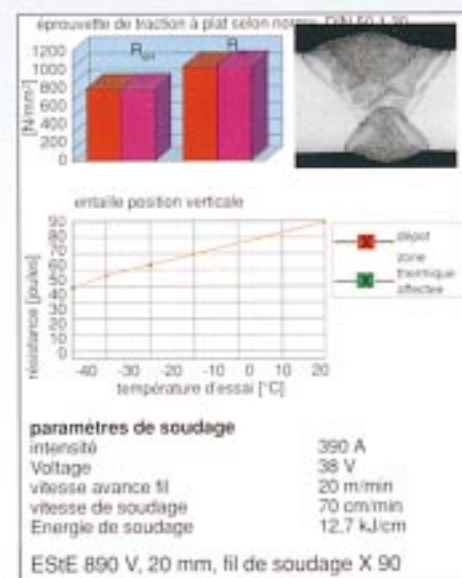 éprouvette de traction à plat selon norme DIN 50 1 20
1200
1000
800
600
400
200
0
[N/mm²]
R
entaille position verticale
90
80
70
60
50
40
30
20
10
0
résistance [joules]
-40 -30 -20 -10 0 10 20
température d'essai [°C]
dépot
zone
thermique
affectée
paramètres de soudage
intensité 390 A
Voltage 38 V
vitesse avance fil 20 m/min
vitesse de soudage 70 cm/min
Energie de soudage 12,7 kJ/cm
EStE 890 V, 20 mm, fil de soudage X 90